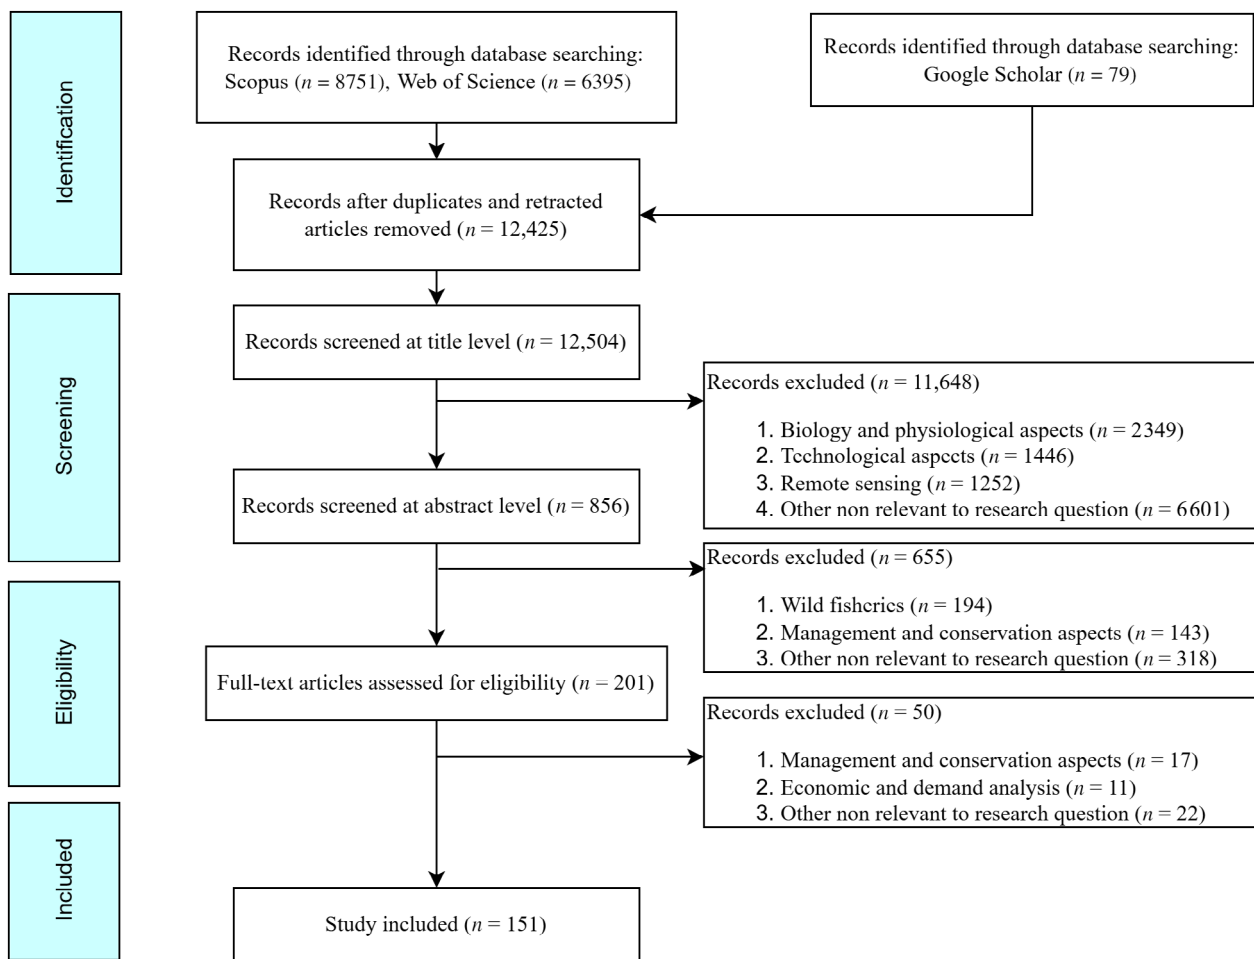 Identification
Records identified through database searching:
Scopus (n = 8751), Web of Science (n = 6395)
Records identified through database searching:
Google Scholar (n = 79)
Records after duplicates and retracted
articles removed (n = 12,425)
Screening
Records screened at title level (n = 12,504)
Records excluded (n = 11,648)
1. Biology and physiological aspects (n = 2349)
2. Technological aspects (n = 1446)
3. Remote sensing (n = 1252)
4. Other non relevant to research question (n = 6601)
Records screened at abstract level (n = 856)
Records excluded (n = 655)
1. Wild fisheries (n = 194)
2. Management and conservation aspects (n = 143)
3. Other non relevant to research question (n = 318)
Eligibility
Full-text articles assessed for eligibility (n = 201)
Records excluded (n = 50)
1. Management and conservation aspects (n = 17)
2. Economic and demand analysis (n = 11)
3. Other non relevant to research question (n = 22)
Included
Study included (n = 151)